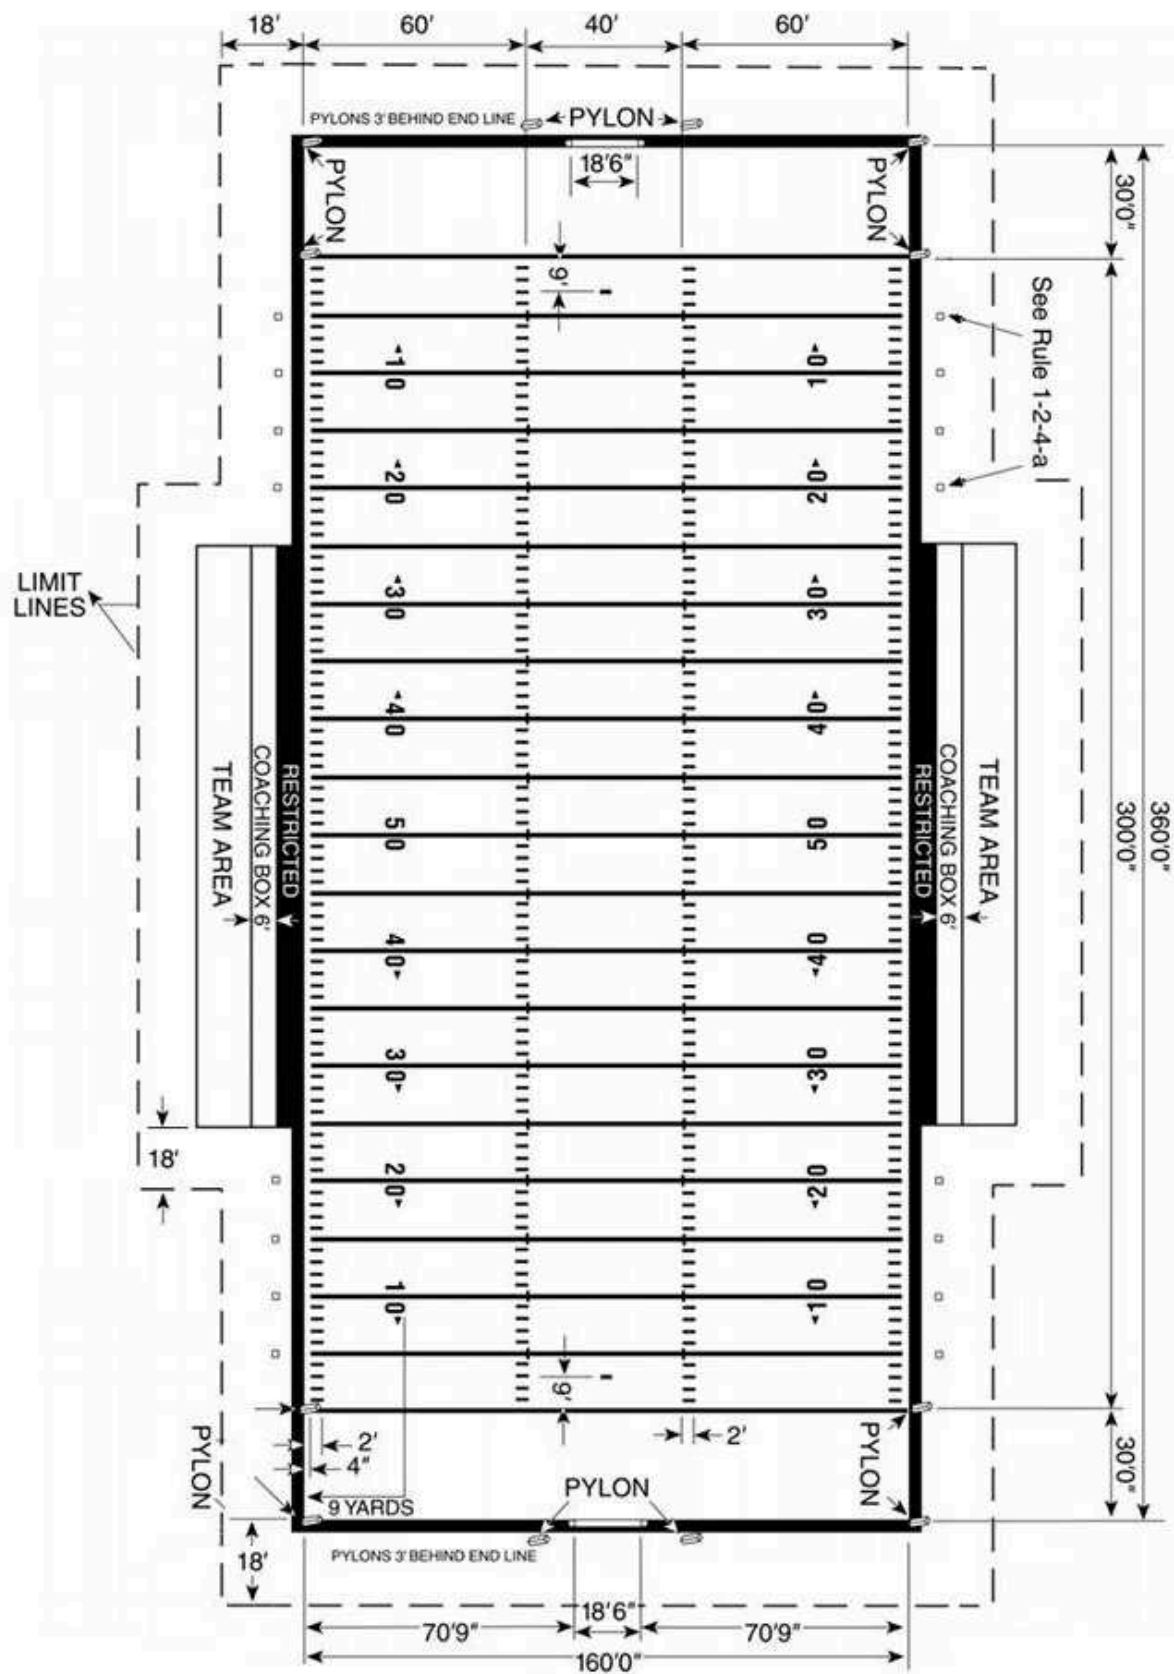 18' 60' 40' 60'
PYLONS 3' BEHIND END LINE PYLON
18'6"
PYLON
PYLON
30'0"
9'
See Rule 1-2-4-a
10 10
20 20
LIMIT
LINES
30 30
40 40
TEAM AREA
COACHING BOX 6'
RESTRICTED
50 50
RESTRICTED
COACHING BOX 6'
TEAM AREA
300'0"
360'0"
40 40
30 30
18'
20 20
10 10
9'
2' 2'
4"
PYLON
PYLON
PYLON
30'0"
9 YARDS
18'
PYLONS 3' BEHIND END LINE
18'6"
70'9" 70'9"
160'0"